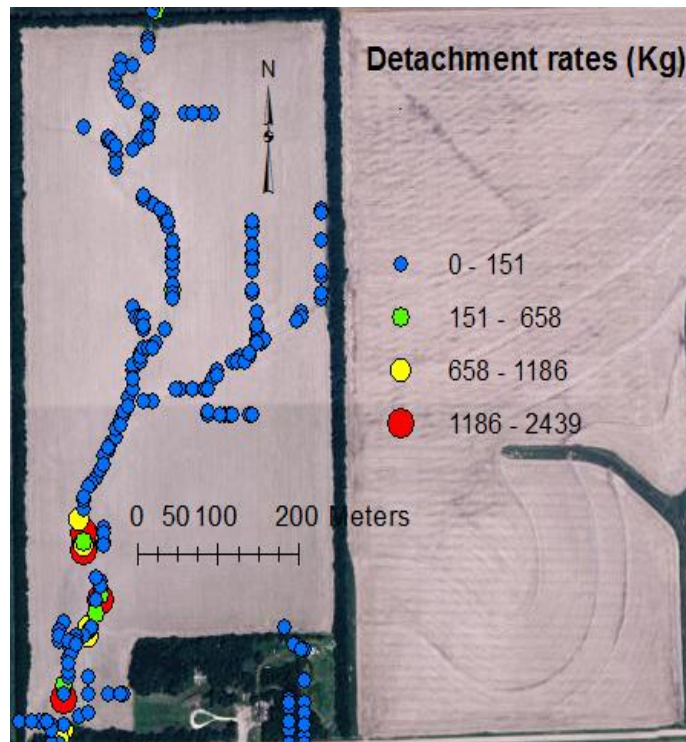 Detachment rates (Kg)
N
0 - 151
151 - 658
658 - 1186
1186 - 2439
0 50 100 200 Meters